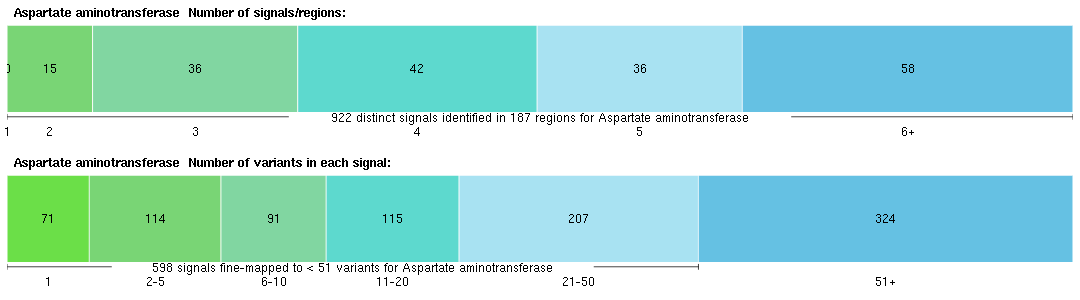 Aspartate aminotransferase Number of signals/regions:
0 15 36 42 36 58
922 distinct signals identified in 187 regions for Aspartate aminotransferase
1 2 3 4 5 6+
Aspartate aminotransferase Number of variants in each signal:
71 114 91 115 207 324
598 signals fine-mapped to < 51 variants for Aspartate aminotransferase
1 2-5 6-10 11-20 21-50 51+